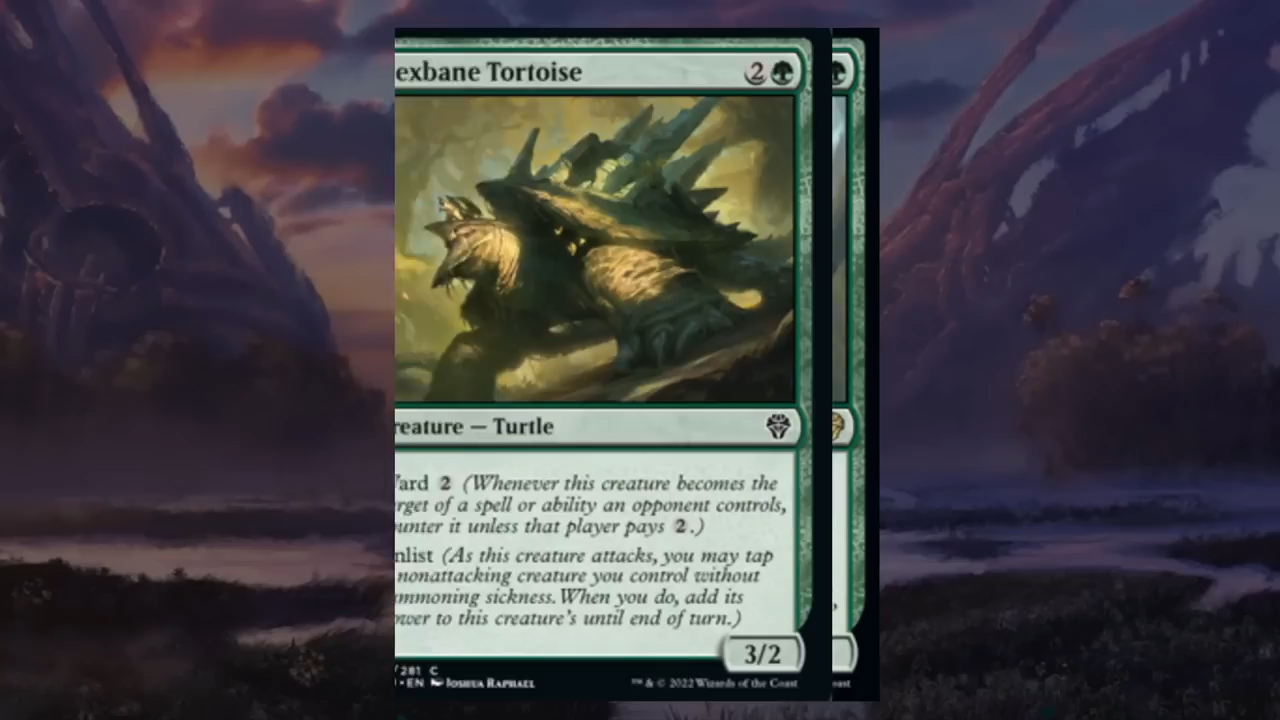 exbane Tortoise 2
reature — Turtle
ard 2 (Whenever this creature becomes the
rget of a spell or ability an opponent controls,
unter it unless that player pays 2.)
nlist (As this creature attacks, you may tap
nonattacking creature you control without
mmoning sickness. When you do, add its
ower to this creature's until end of turn.)
3/2
/281 C
• EN Joshua Raphael ™ & © 2022 Wizards of the Coast
oast